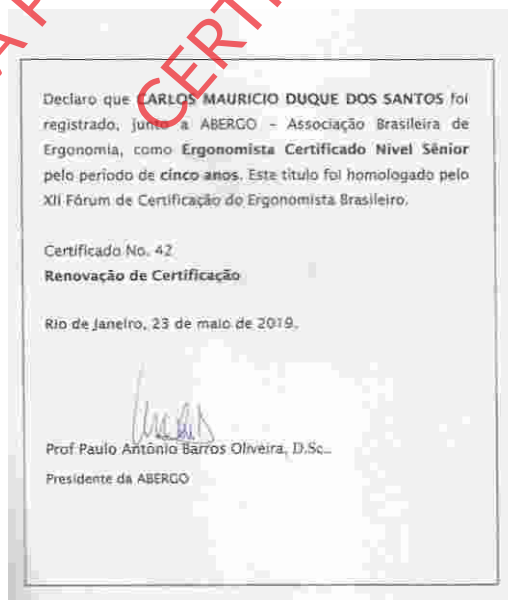 Declaro que CARLOS MAURICIO DUQUE DOS SANTOS foi
registrado, junto a ABERGO – Associação Brasileira de
Ergonomia, como Ergonomista Certificado Nível Sênior
pelo período de cinco anos. Este título foi homologado pelo
XII Fórum de Certificação do Ergonomista Brasileiro.
Certificado No. 42
Renovação de Certificação
Rio de Janeiro, 23 de maio de 2019.
Prof Paulo Antônio Barros Oliveira, D.Sc..
Presidente da ABERGO